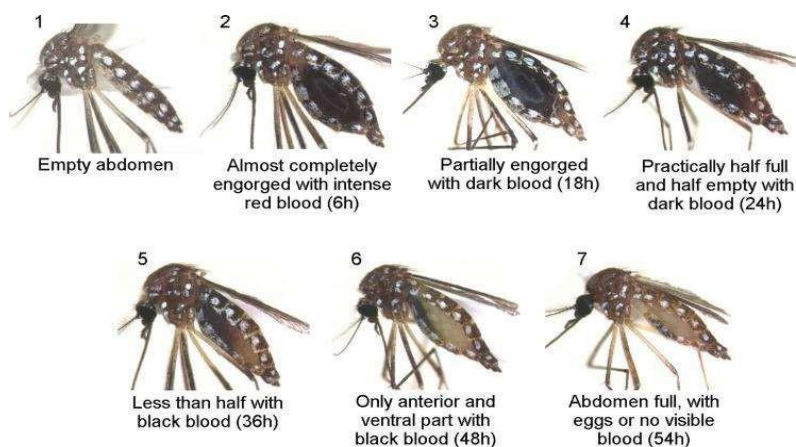 1
2
3
4
Empty abdomen
Almost completely
engorged with intense
red blood (6h)
Partially engorged
with dark blood (18h)
Practically half full
and half empty with
dark blood (24h)
5
6
7
Less than half with
black blood (36h)
Only anterior and
ventral part with
black blood (48h)
Abdomen full, with
eggs or no visible
blood (54h)